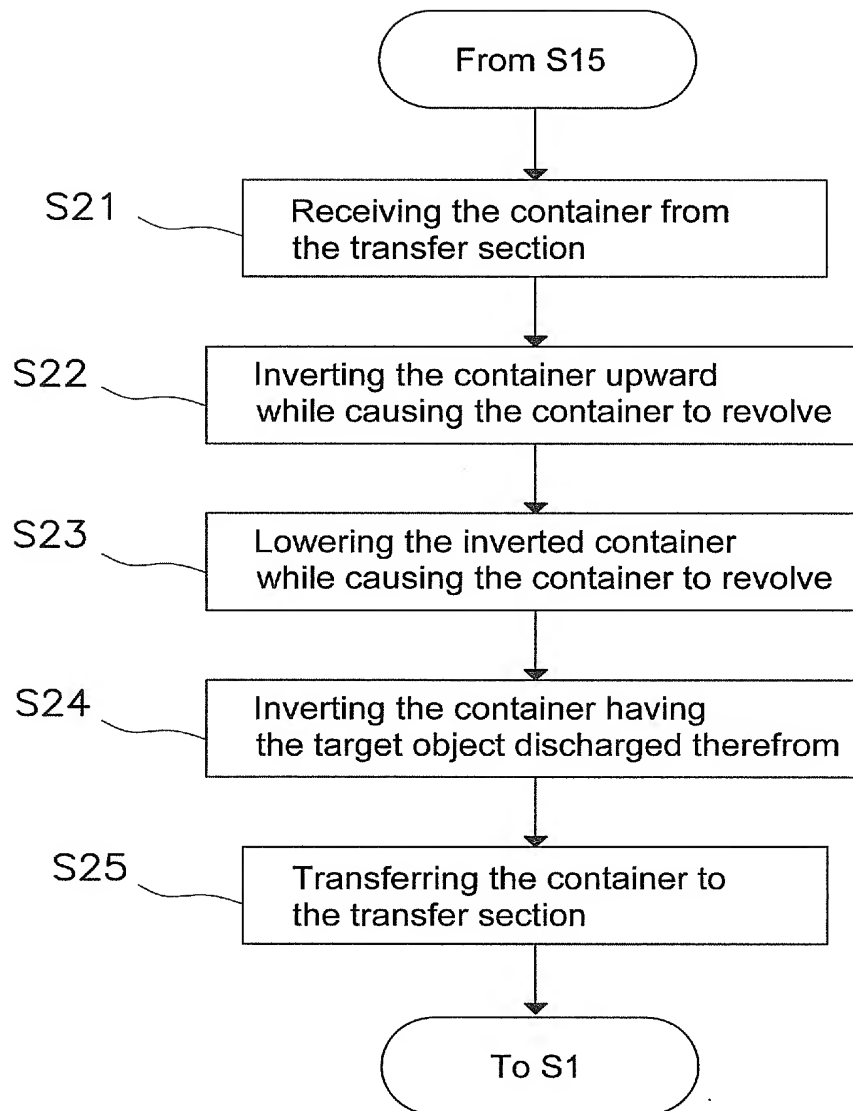 From S15
S21
Receiving the container from
the transfer section
S22
Inverting the container upward
while causing the container to revolve
S23
Lowering the inverted container
while causing the container to revolve
S24
Inverting the container having
the target object discharged therefrom
S25
Transferring the container to
the transfer section
To S1